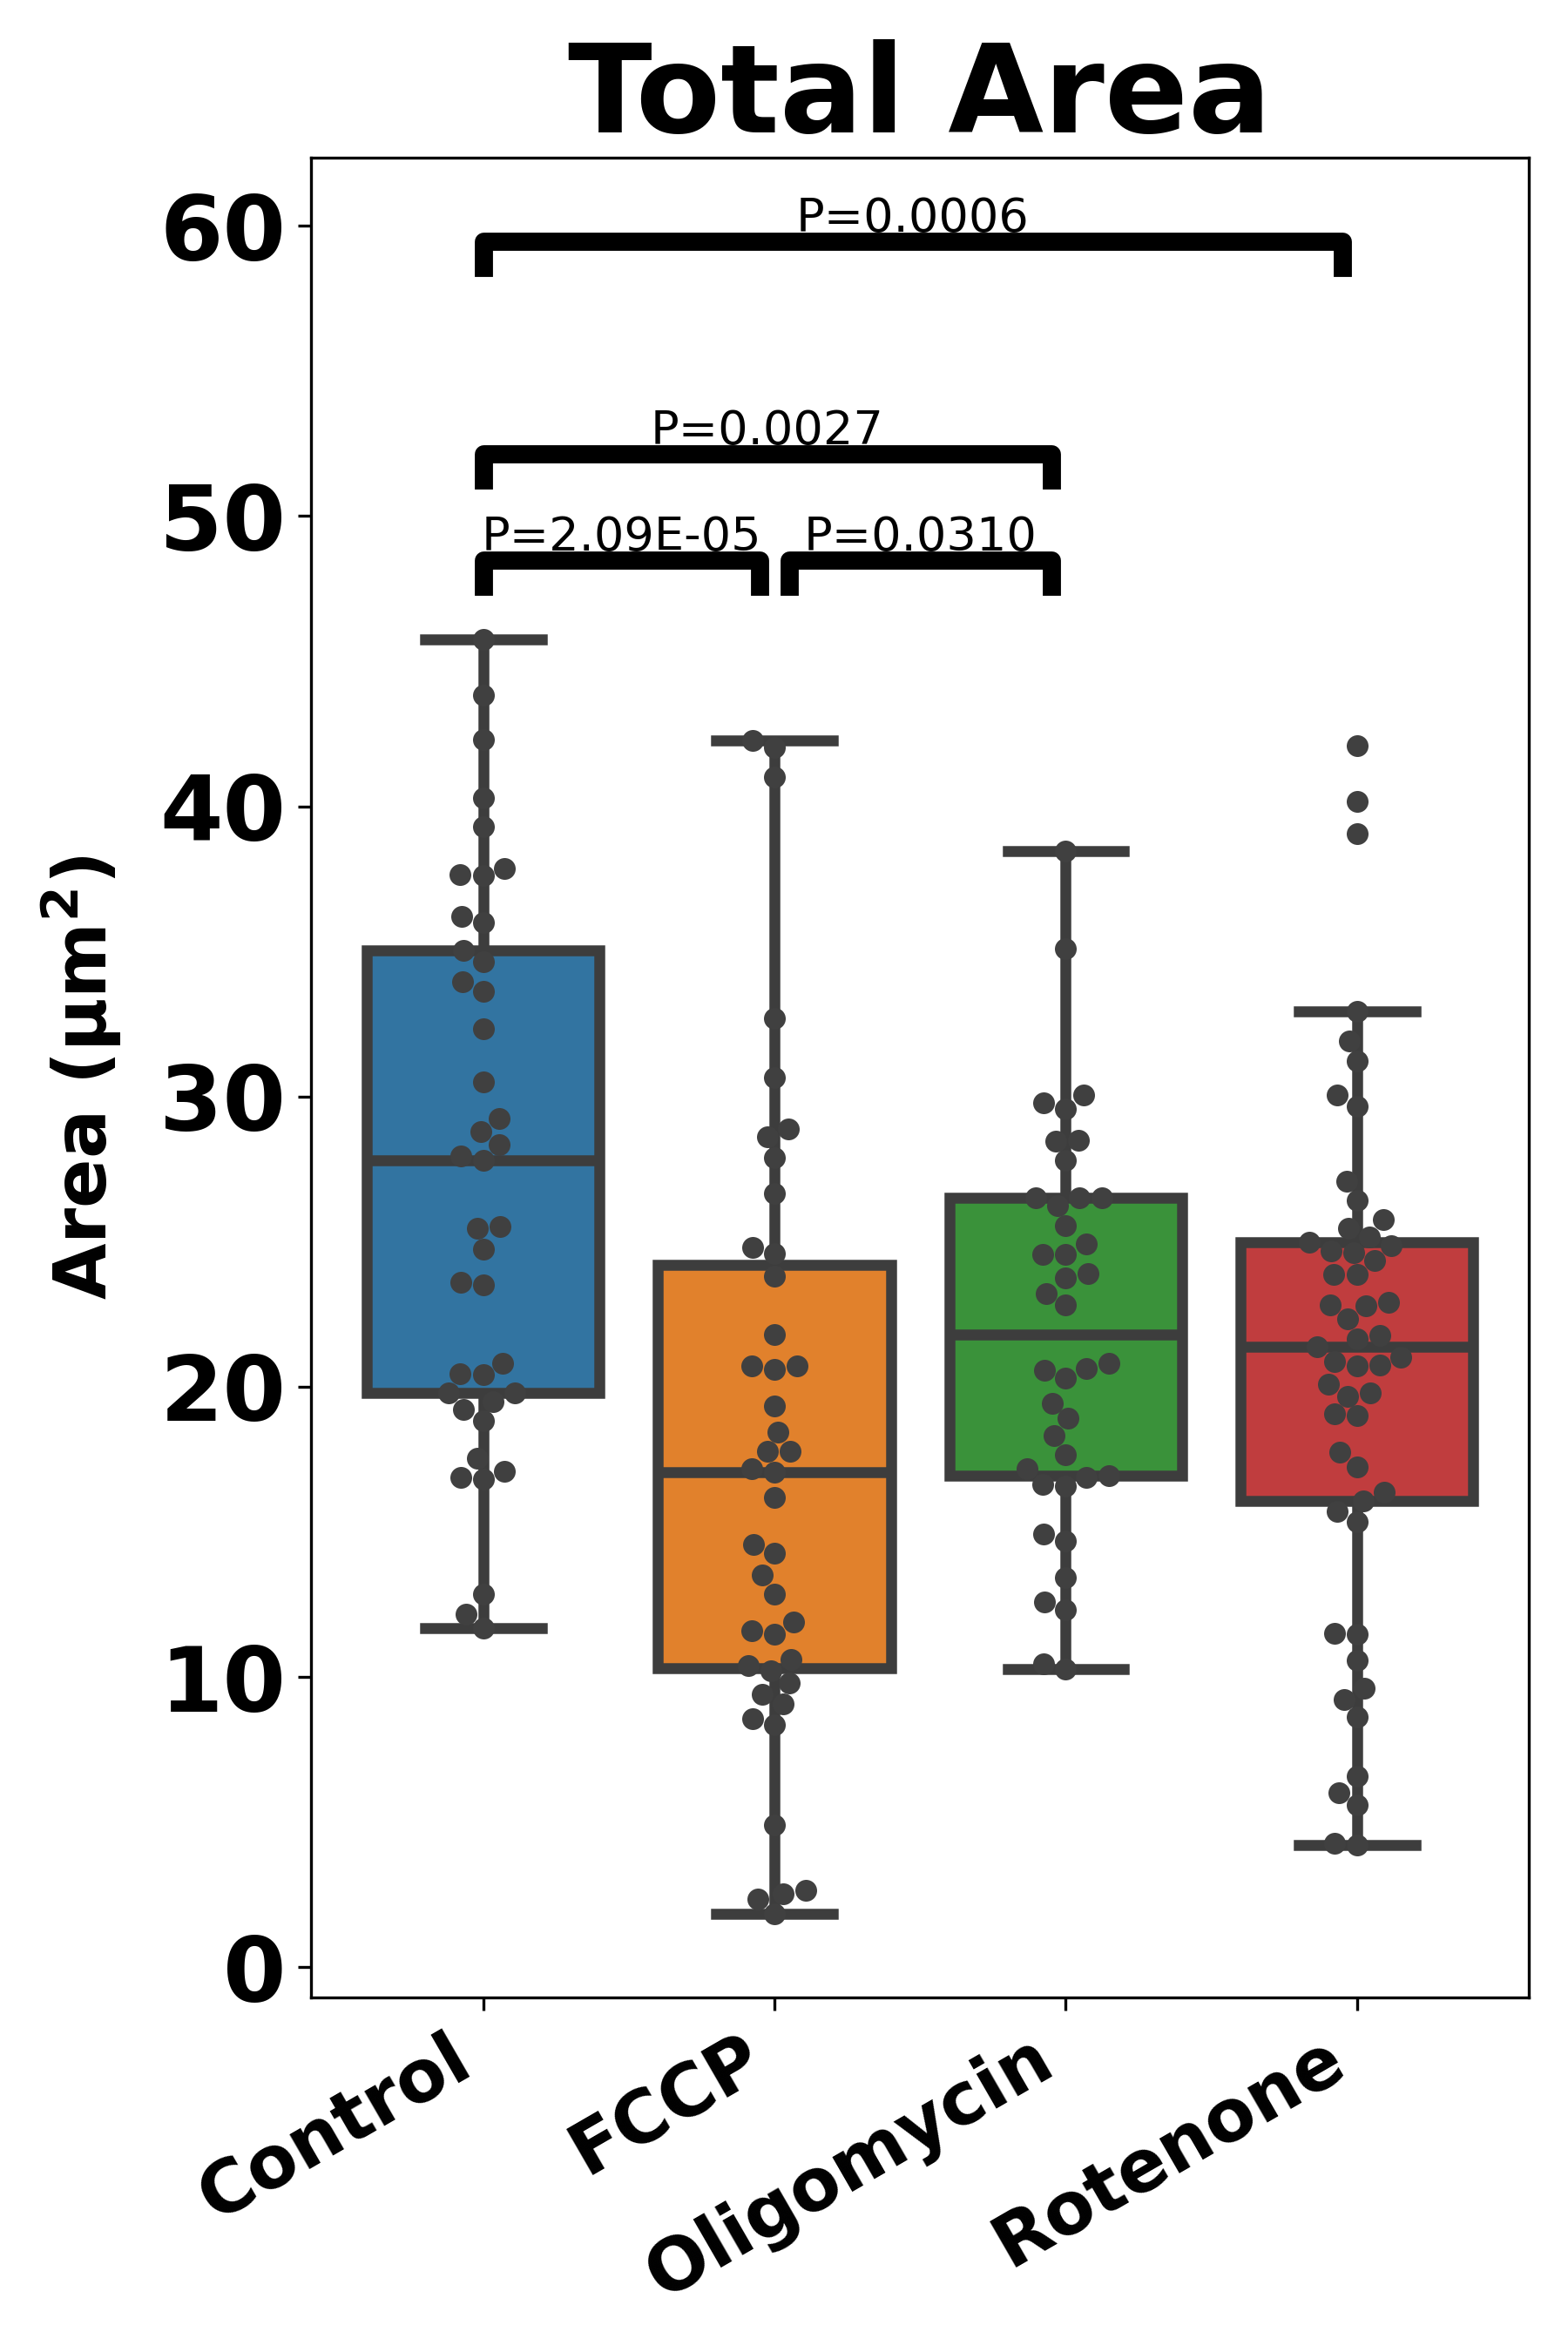 Total Area
60
50
40
30
20
10
0
Area (μm²)
P=0.0006
P=0.0027
P=2.09E-05
P=0.0310
Control
FCCP
Oligomycin
Rotenone